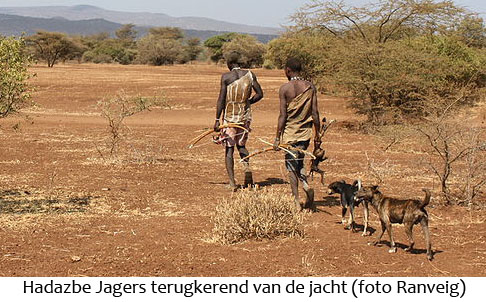 Hadazbe Jagers terugkerend van de jacht (foto Ranveig)